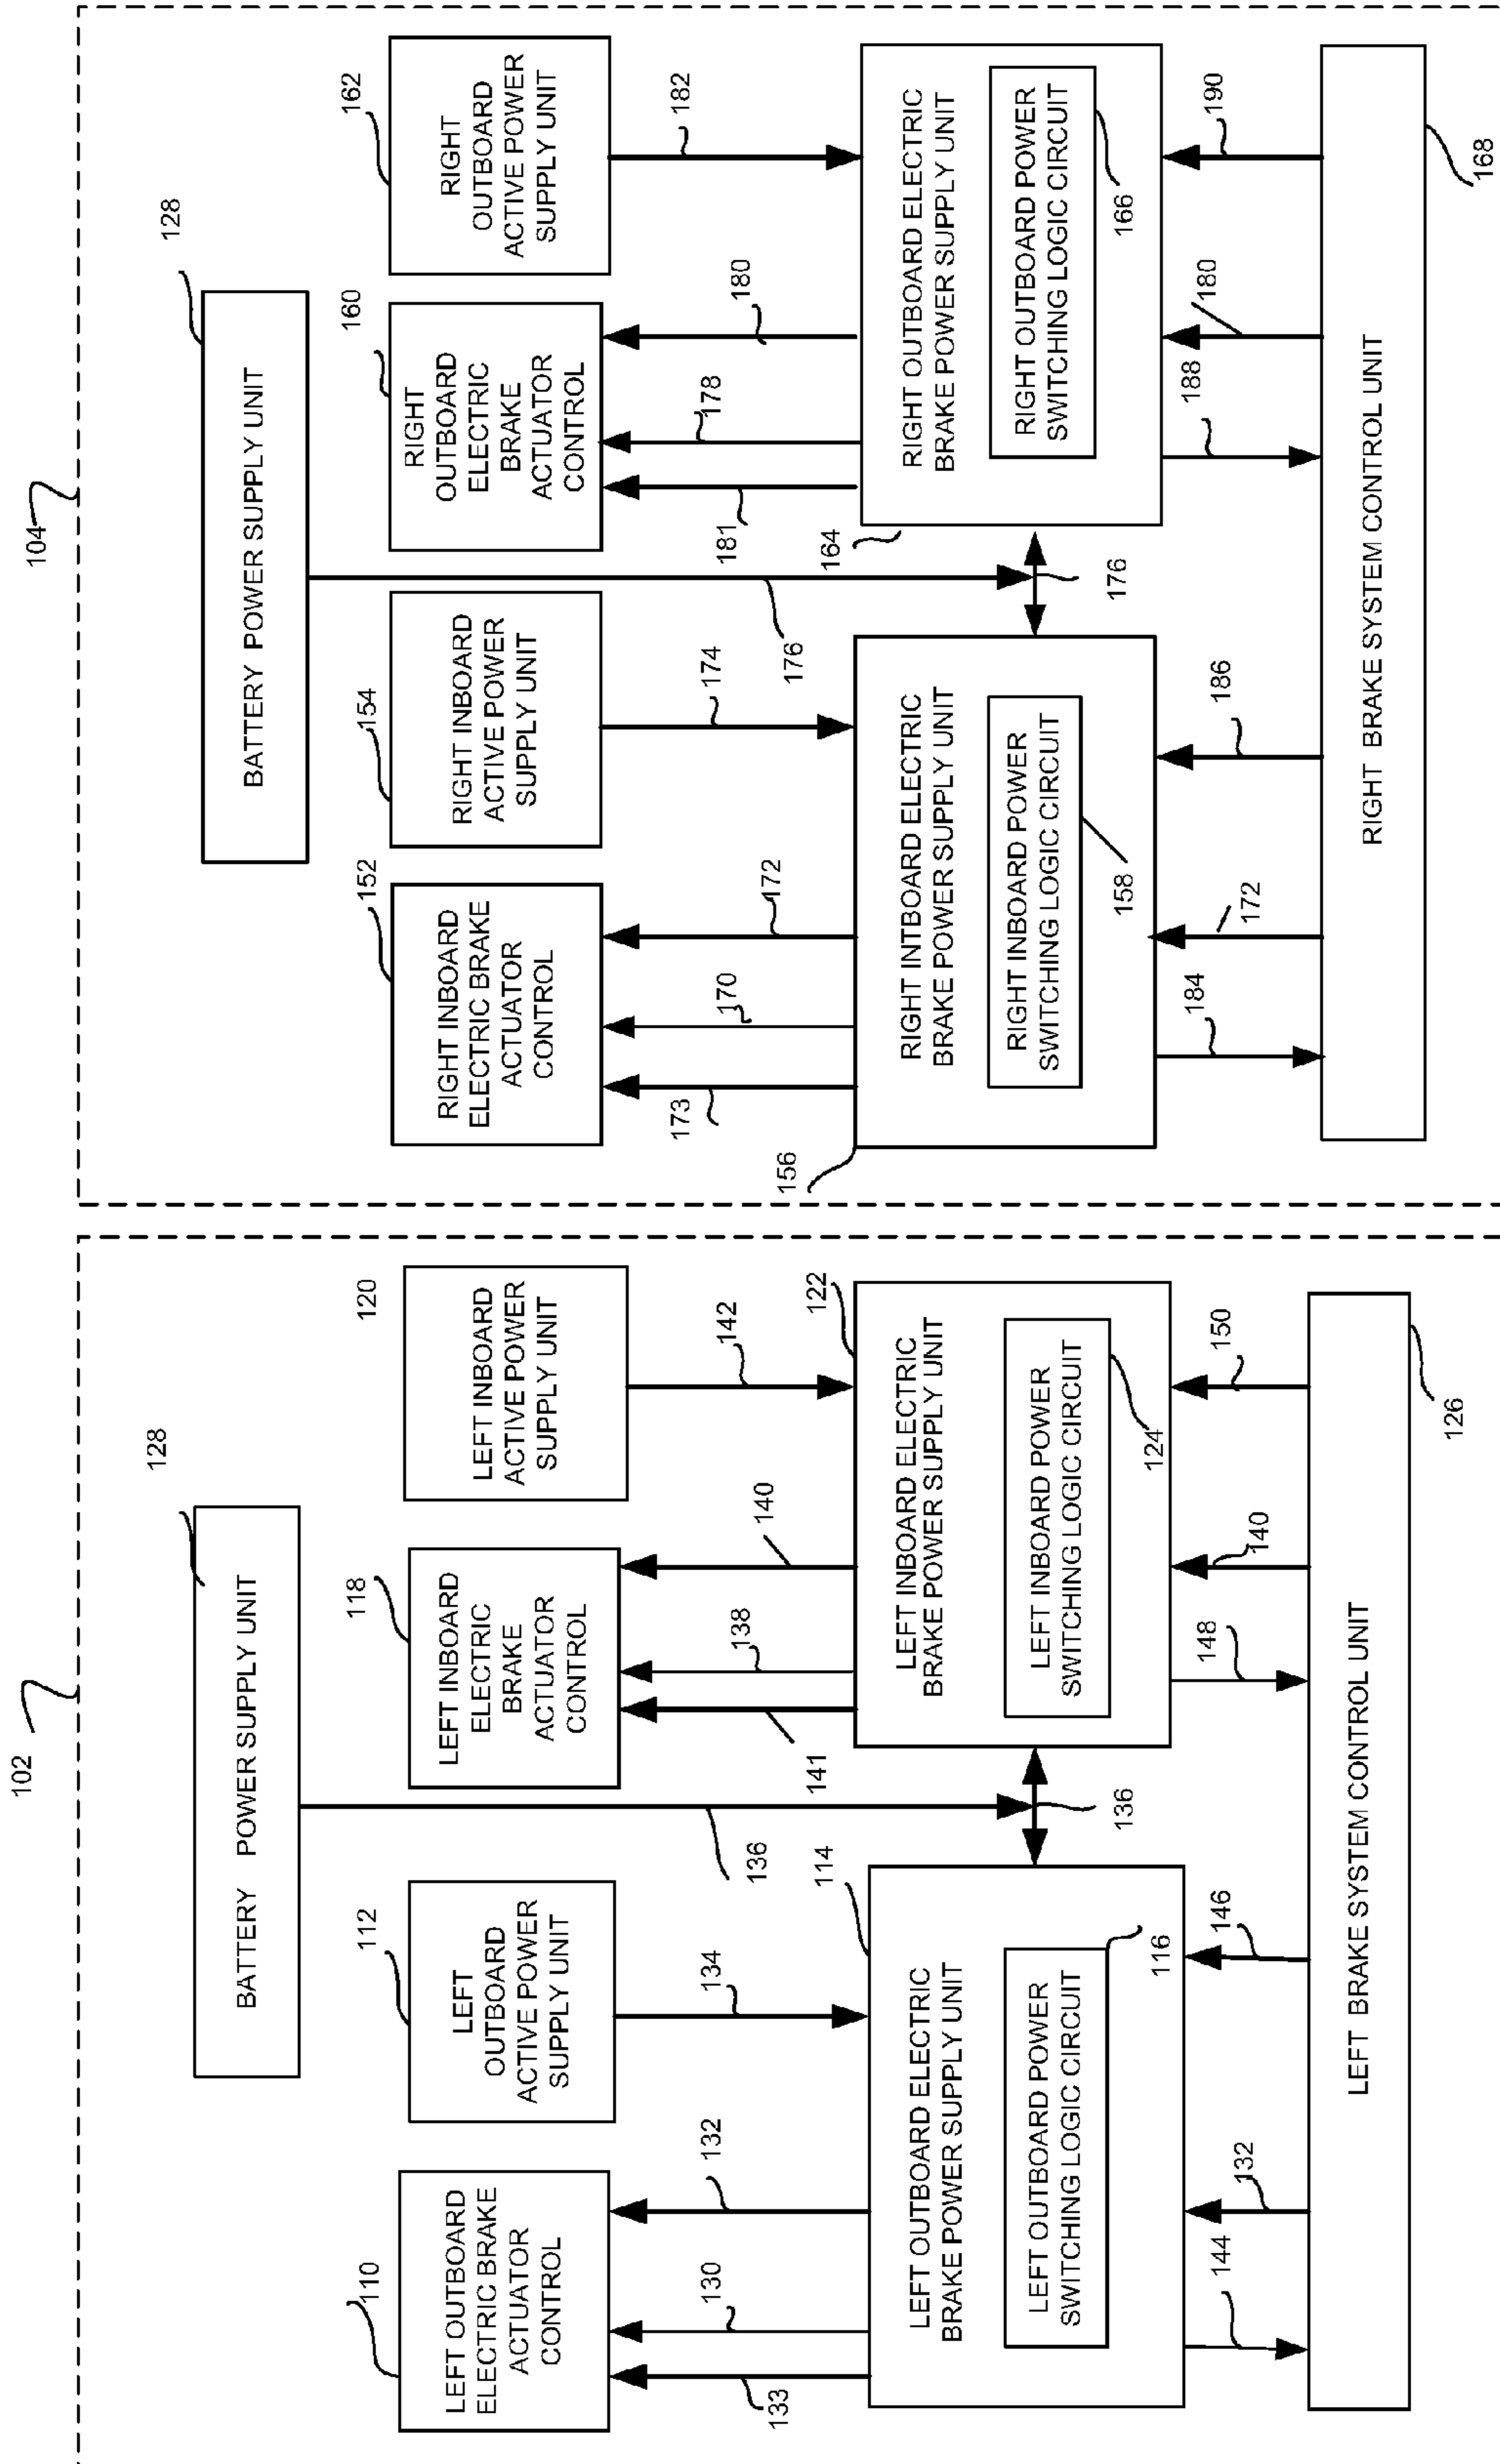 102
128
BATTERY POWER SUPPLY UNIT
110
LEFT OUTBOARD
ELECTRIC BRAKE
ACTUATOR
CONTROL
112
LEFT
OUTBOARD
ACTIVE POWER
SUPPLY UNIT
118
LEFT INBOARD
ELECTRIC
BRAKE
ACTUATOR
CONTROL
120
LEFT INBOARD
ACTIVE POWER
SUPPLY UNIT
133
130
132
134
136
141
138
140
142
114
LEFT OUTBOARD ELECTRIC
BRAKE POWER SUPPLY UNIT
LEFT OUTBOARD POWER
SWITCHING LOGIC CIRCUIT
116
136
122
LEFT INBOARD ELECTRIC
BRAKE POWER SUPPLY UNIT
LEFT INBOARD POWER
SWITCHING LOGIC CIRCUIT
124
144
132
146
148
140
150
LEFT BRAKE SYSTEM CONTROL UNIT
126
104
128
BATTERY POWER SUPPLY UNIT
152
RIGHT INBOARD
ELECTRIC BRAKE
ACTUATOR
CONTROL
154
RIGHT INBOARD
ACTIVE POWER
SUPPLY UNIT
160
RIGHT
OUTBOARD
ELECTRIC
BRAKE
ACTUATOR
CONTROL
162
RIGHT
OUTBOARD
ACTIVE POWER
SUPPLY UNIT
173
170
172
174
176
181
178
180
182
156
RIGHT INTBOARD ELECTRIC
BRAKE POWER SUPPLY UNIT
RIGHT INBOARD POWER
SWITCHING LOGIC CIRCUIT
158
176
164
RIGHT OUTBOARD ELECTRIC
BRAKE POWER SUPPLY UNIT
RIGHT OUTBOARD POWER
SWITCHING LOGIC CIRCUIT
166
184
172
186
188
180
190
RIGHT BRAKE SYSTEM CONTROL UNIT
168